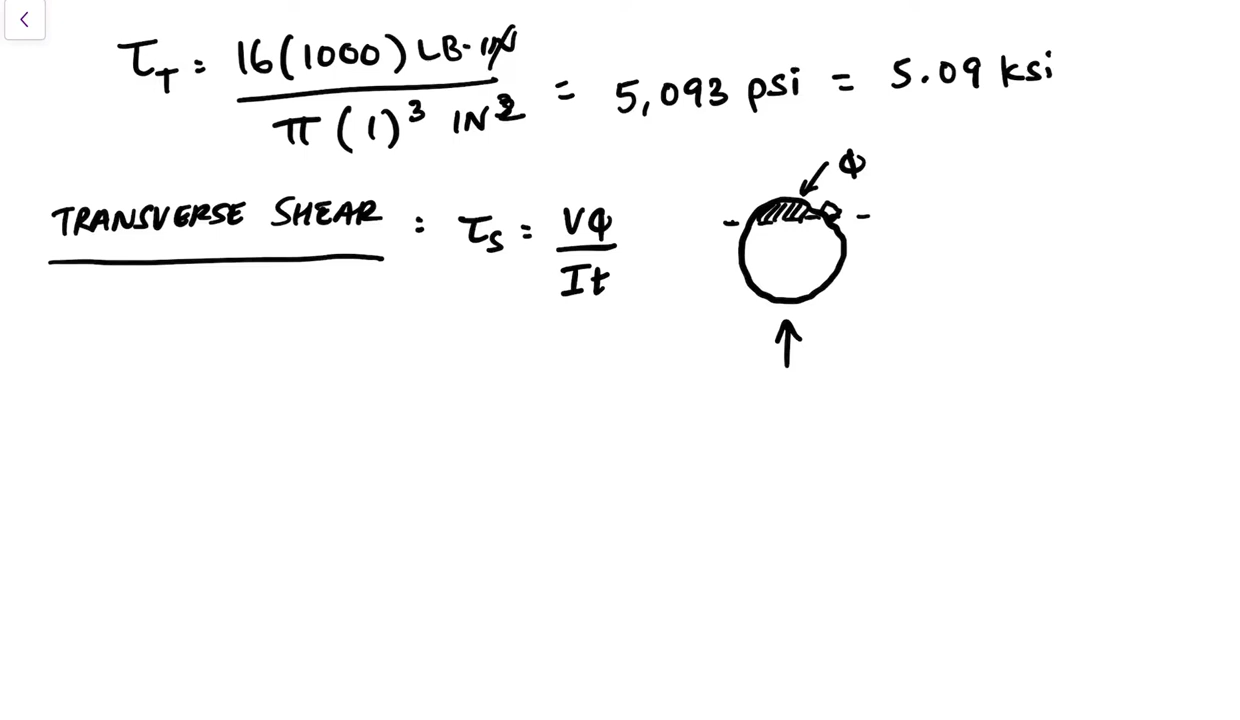 τT = 16(1000) LB-IN / π(1)³ IN³ = 5,093 psi = 5.09 ksi
TRANSVERSE SHEAR : τS = VQ / It
Q